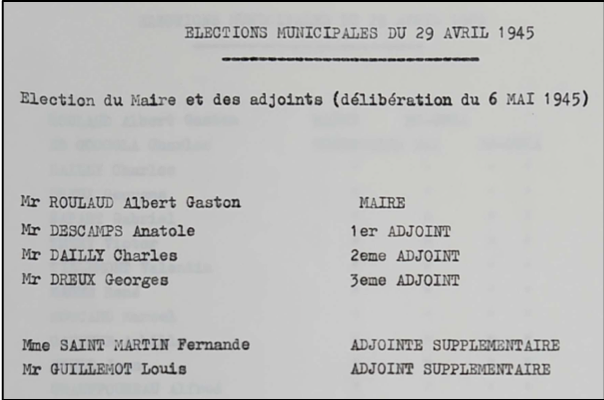 ELECTIONS MUNICIPALES DU 29 AVRIL 1945
Election du Maire et des adjoints (délibération du 6 MAI 1945)
Mr ROULAUD Albert Gaston MAIRE
Mr DESCAMPS Anatole 1er ADJOINT
Mr DAILLY Charles 2eme ADJOINT
Mr DREUX Georges 3eme ADJOINT
Mme SAINT MARTIN Fernande ADJOINTE SUPPLEMENTAIRE
Mr GUILLEMOT Louis ADJOINT SUPPLEMENTAIRE